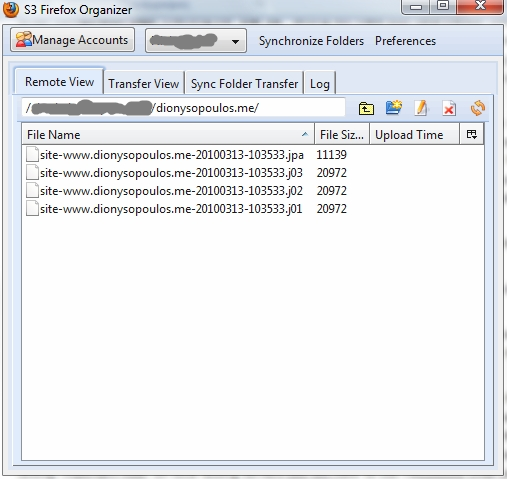 S3 Firefox Organizer
Manage Accounts Synchronize Folders Preferences
Remote View Transfer View Sync Folder Transfer Log
/ /dionysopoulos.me/
File Name File Siz... Upload Time
site-www.dionysopoulos.me-20100313-103533.jpa 11139
site-www.dionysopoulos.me-20100313-103533.j03 20972
site-www.dionysopoulos.me-20100313-103533.j02 20972
site-www.dionysopoulos.me-20100313-103533.j01 20972